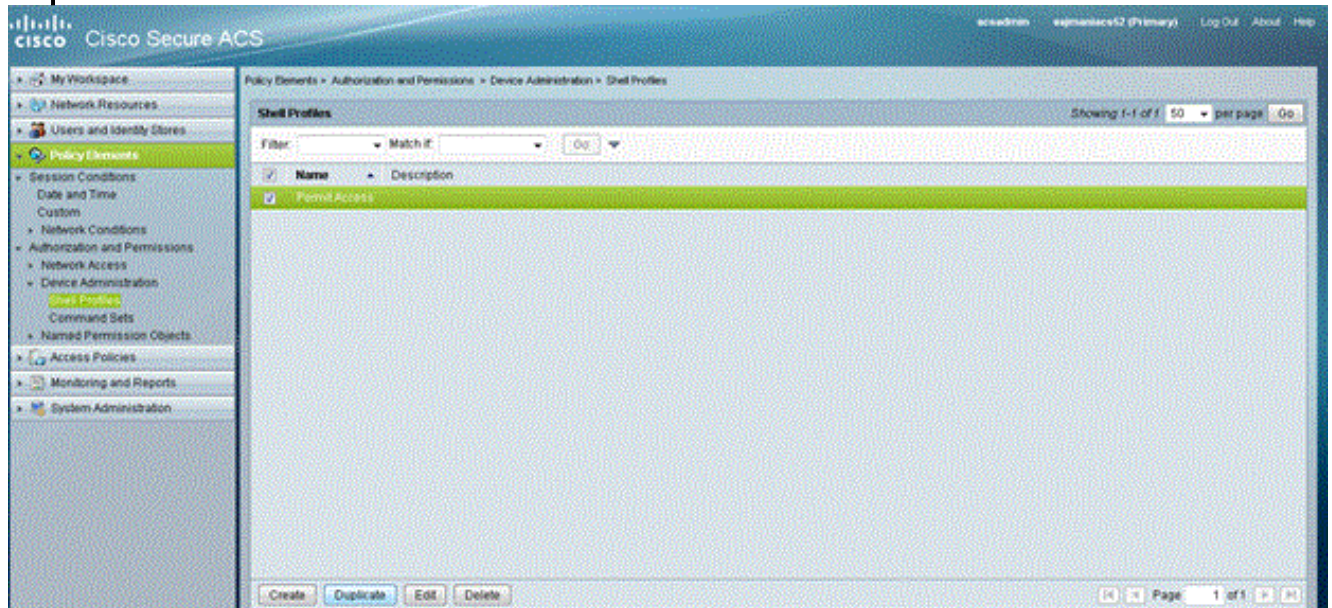 cisco Cisco Secure ACS
acsadmin (Primary) Log Out About Help
My Workspace
Network Resources
Users and Identity Stores
Policy Elements
Session Conditions
Date and Time
Custom
Network Conditions
Authorization and Permissions
Network Access
Device Administration
Shell Profiles
Command Sets
Named Permission Objects
Access Policies
Monitoring and Reports
System Administration
Policy Elements > Authorization and Permissions > Device Administration > Shell Profiles
Shell Profiles Showing 1-1 of 1 50 per page Go
Filter: Match if: Go
Name Description
Permit Access
Create Duplicate Edit Delete Page 1 of 1